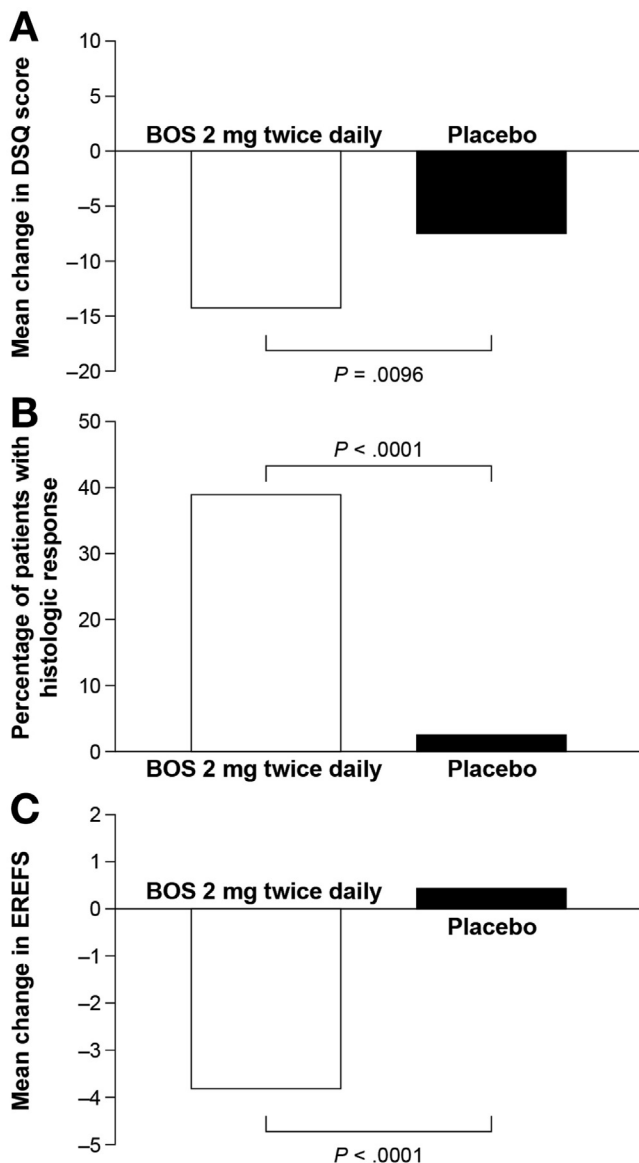 A
Mean change in DSQ score
10
5
0
–5
–10
–15
–20
BOS 2 mg twice daily
Placebo
P = .0096
B
Percentage of patients with
histologic response
50
40
30
20
10
0
P < .0001
BOS 2 mg twice daily
Placebo
C
Mean change in EREFS
2
1
0
–1
–2
–3
–4
–5
BOS 2 mg twice daily
Placebo
P < .0001